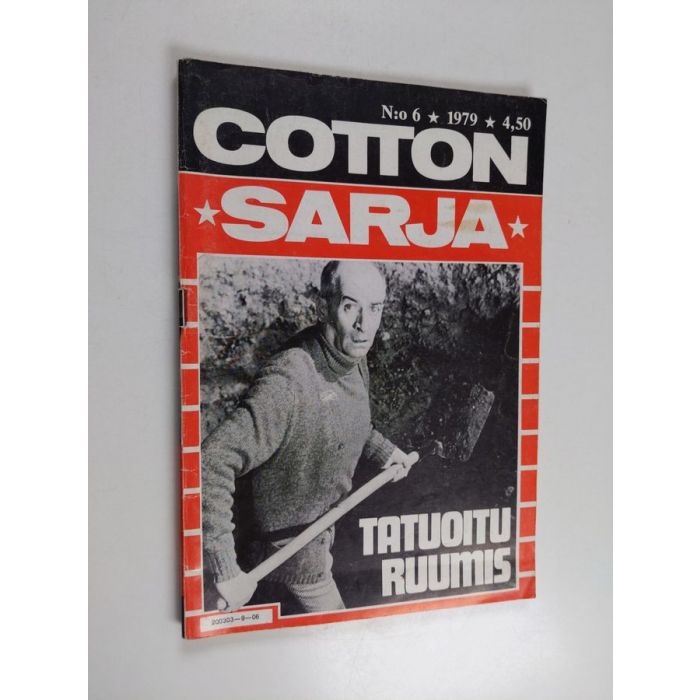 N:o 6 ★ 1979 ★ 4,50
COTTON
★ SARJA ★
TATUOITU
RUUMIS
200303—9—06